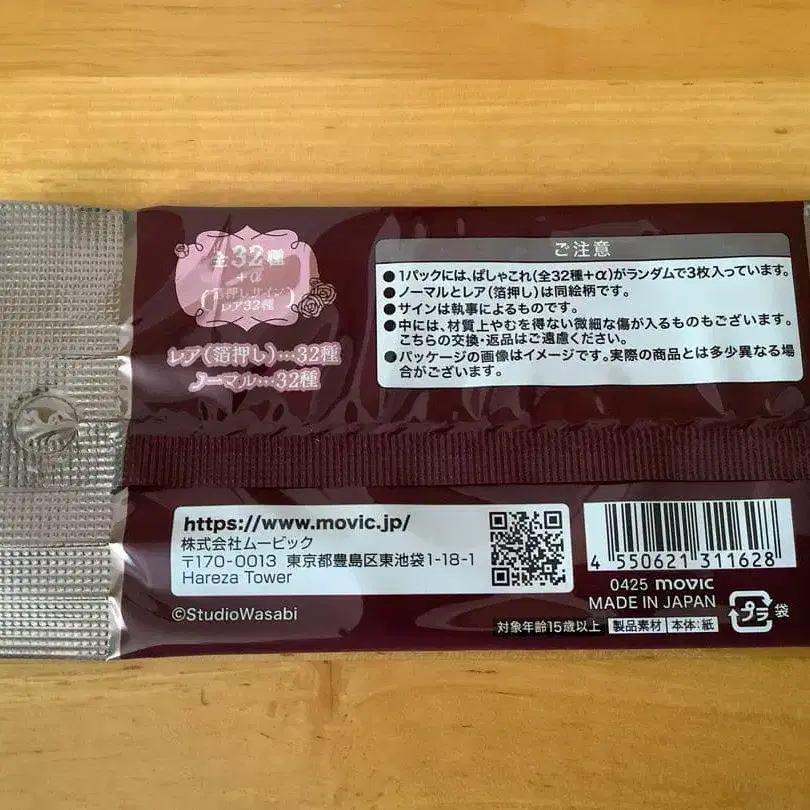 全32種
+α
箔押しサイン
レア32種
レア(箔押し)…32種
ノーマル…32種
ご注意
●1パックには、ぱしゃこれ(全32種+α)がランダムで3枚入っています。
●ノーマルとレア(箔押し)は同絵柄です。
●サインは執事によるものです。
●中には、材質上やむを得ない微細な傷が入るものもございます。
こちらの交換・返品はご遠慮ください。
●パッケージの画像はイメージです。実際の商品とは多少異なる場
合がございます。
https://www.movic.jp/
株式会社ムービック
〒170-0013 東京都豊島区東池袋1-18-1
Hareza Tower
4 550621 311628
0425 movic
MADE IN JAPAN
©StudioWasabi
対象年齢15歳以上 製品素材 本体:紙
プラ 袋